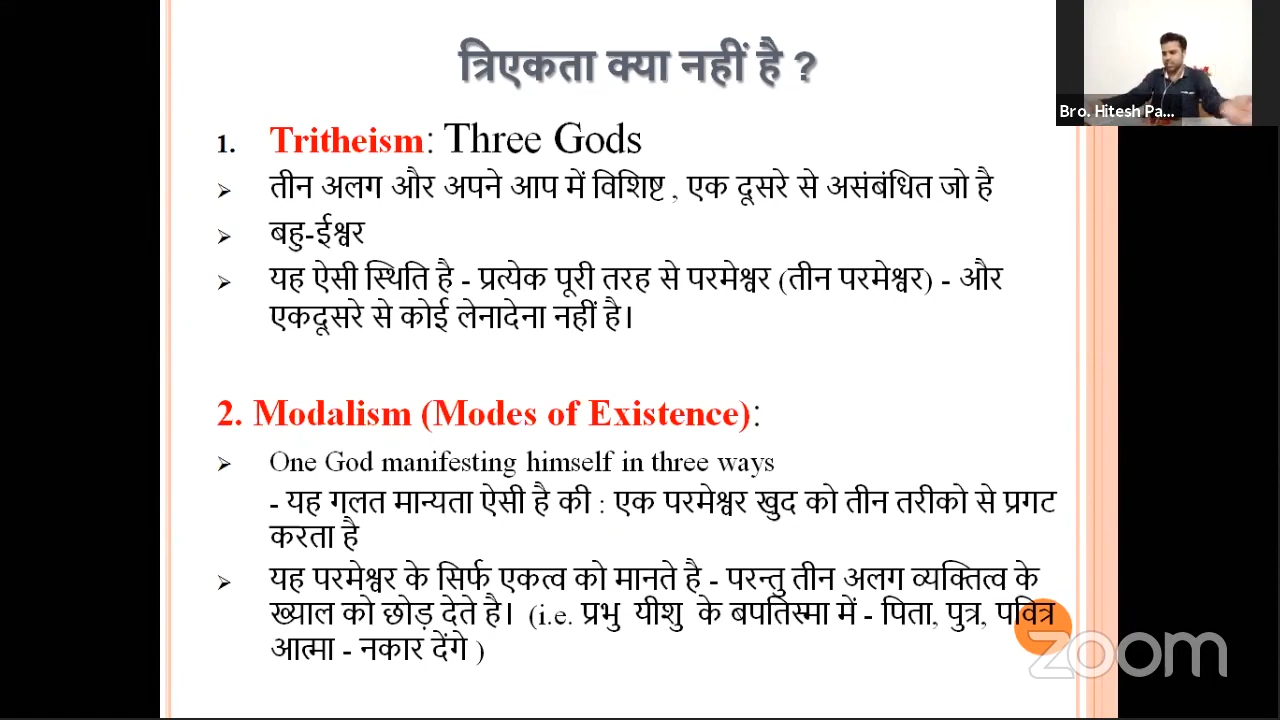 त्रिएकता क्या नहीं है ?
Bro. Hitesh Pa...
1. Tritheism: Three Gods
➢ तीन अलग और अपने आप में विशिष्ट , एक दूसरे से असंबंधित जो है
➢ बहु-ईश्वर
➢ यह ऐसी स्थिति है - प्रत्येक पूरी तरह से परमेश्वर (तीन परमेश्वर) - और
एकदूसरे से कोई लेनादेना नहीं है।
2. Modalism (Modes of Existence):
➢ One God manifesting himself in three ways
- यह गलत मान्यता ऐसी है की : एक परमेश्वर खुद को तीन तरीको से प्रगट
करता है
➢ यह परमेश्वर के सिर्फ एकत्व को मानते है - परन्तु तीन अलग व्यक्तित्व के
ख्याल को छोड़ देते है। (i.e. प्रभु यीशु के बपतिस्मा में - पिता, पुत्र, पवित्र
आत्मा - नकार देंगे )
zoom